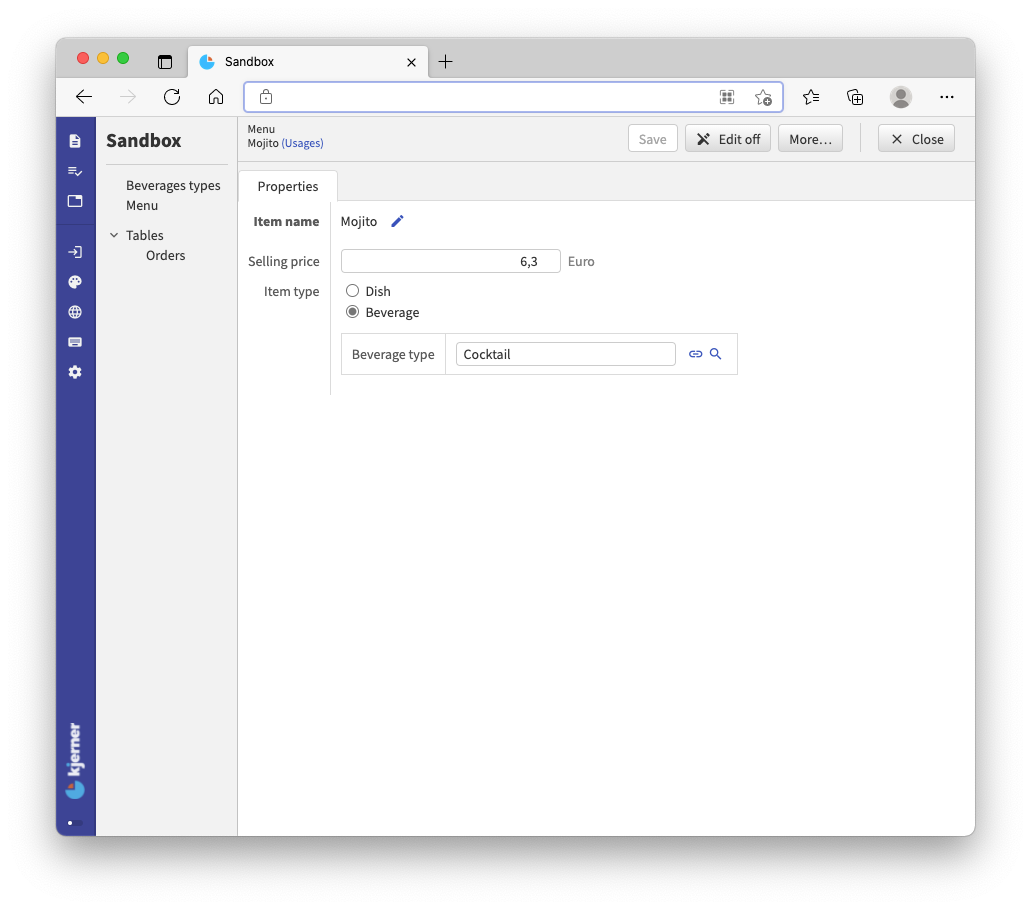 Sandbox
Sandbox
Beverages types
Menu
Tables
Orders
kjerner
Menu
Mojito (Usages)
Save
Edit off
More...
Close
Properties
Item name Mojito
Selling price 6,3 Euro
Item type Dish
Beverage
Beverage type Cocktail